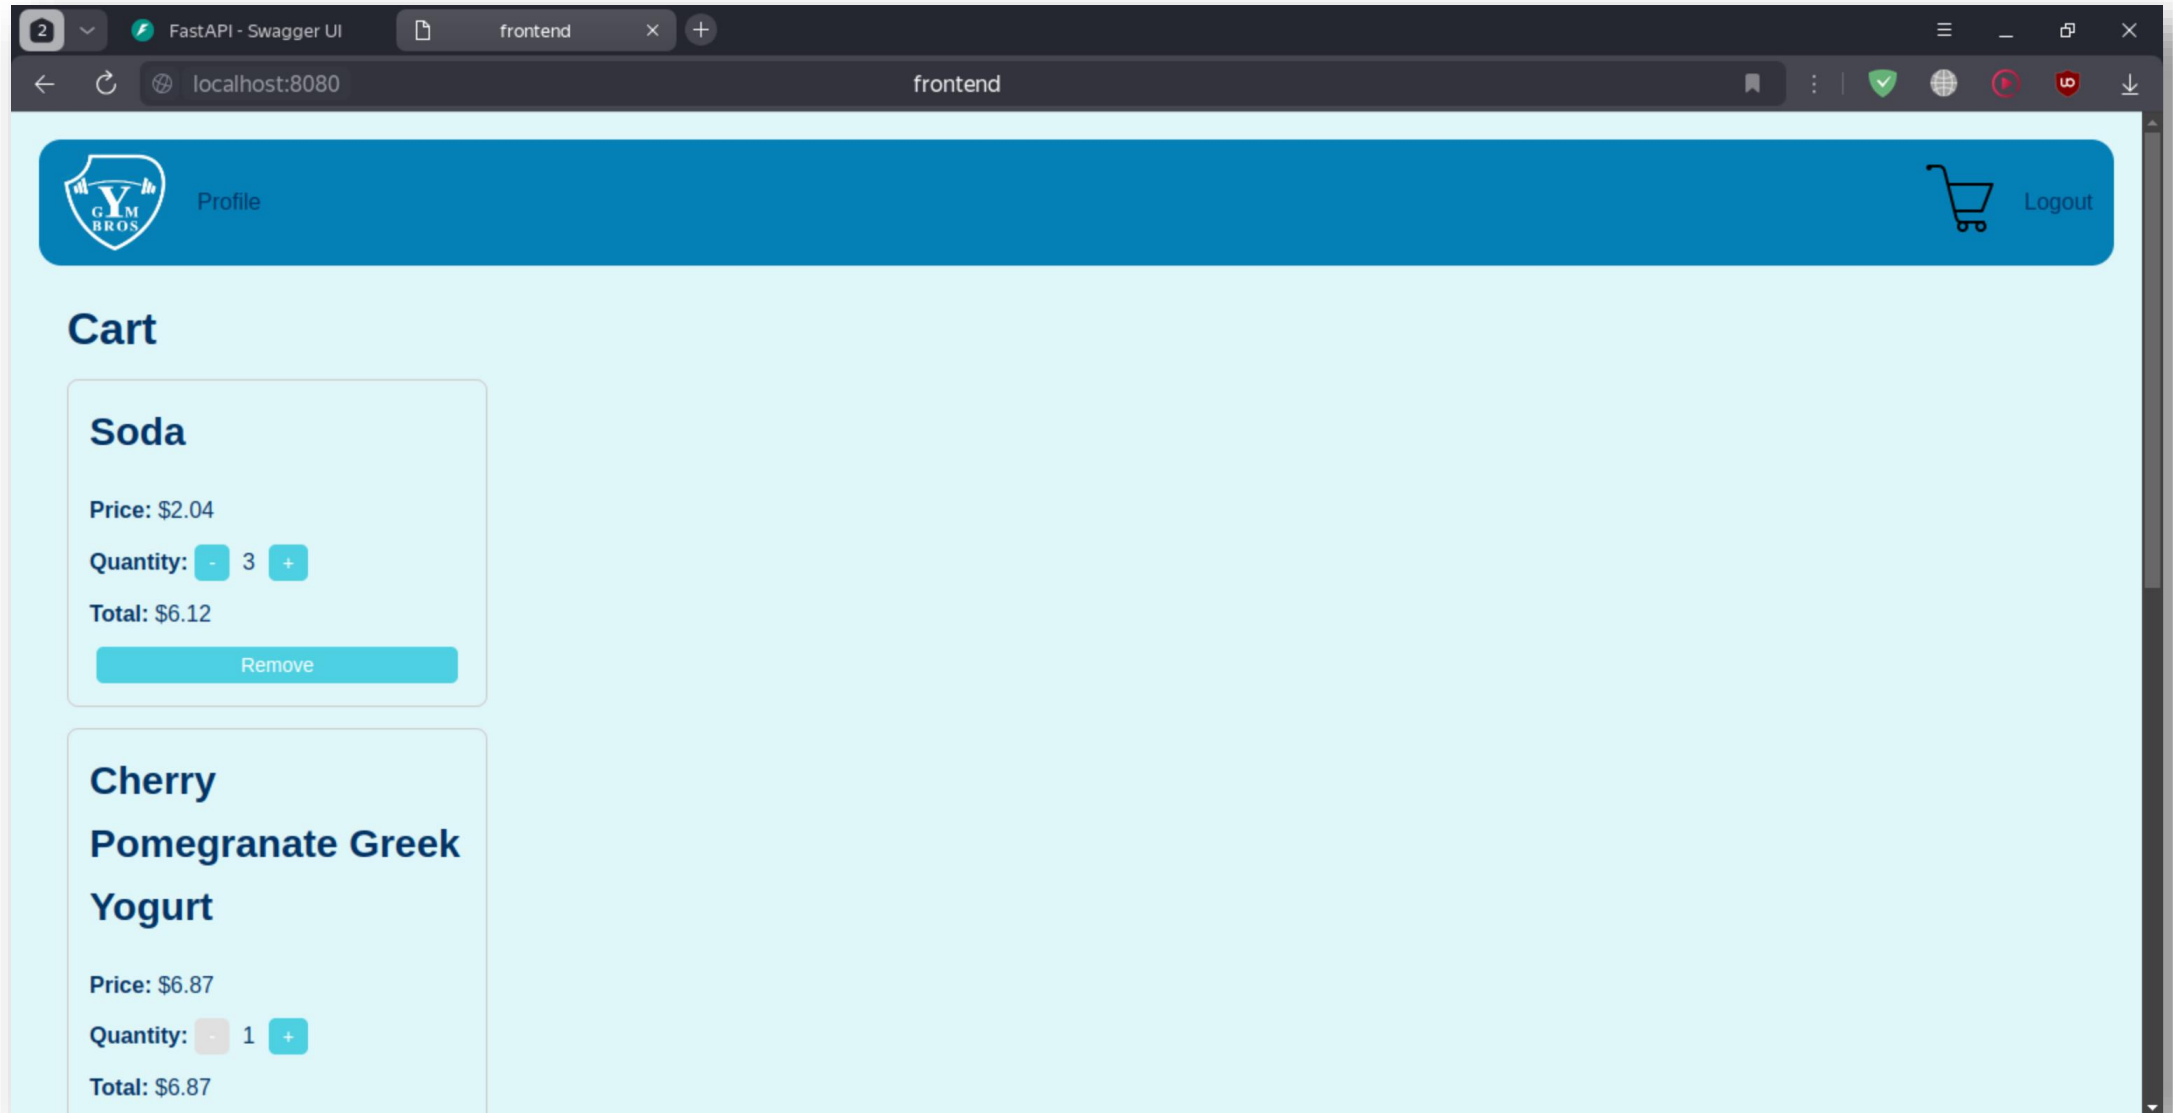 2
FastAPI - Swagger UI
frontend
localhost:8080
frontend
GYM
BROS
Profile
Logout
Cart
Soda
Price: $2.04
Quantity: - 3 +
Total: $6.12
Remove
Cherry
Pomegranate Greek
Yogurt
Price: $6.87
Quantity: - 1 +
Total: $6.87